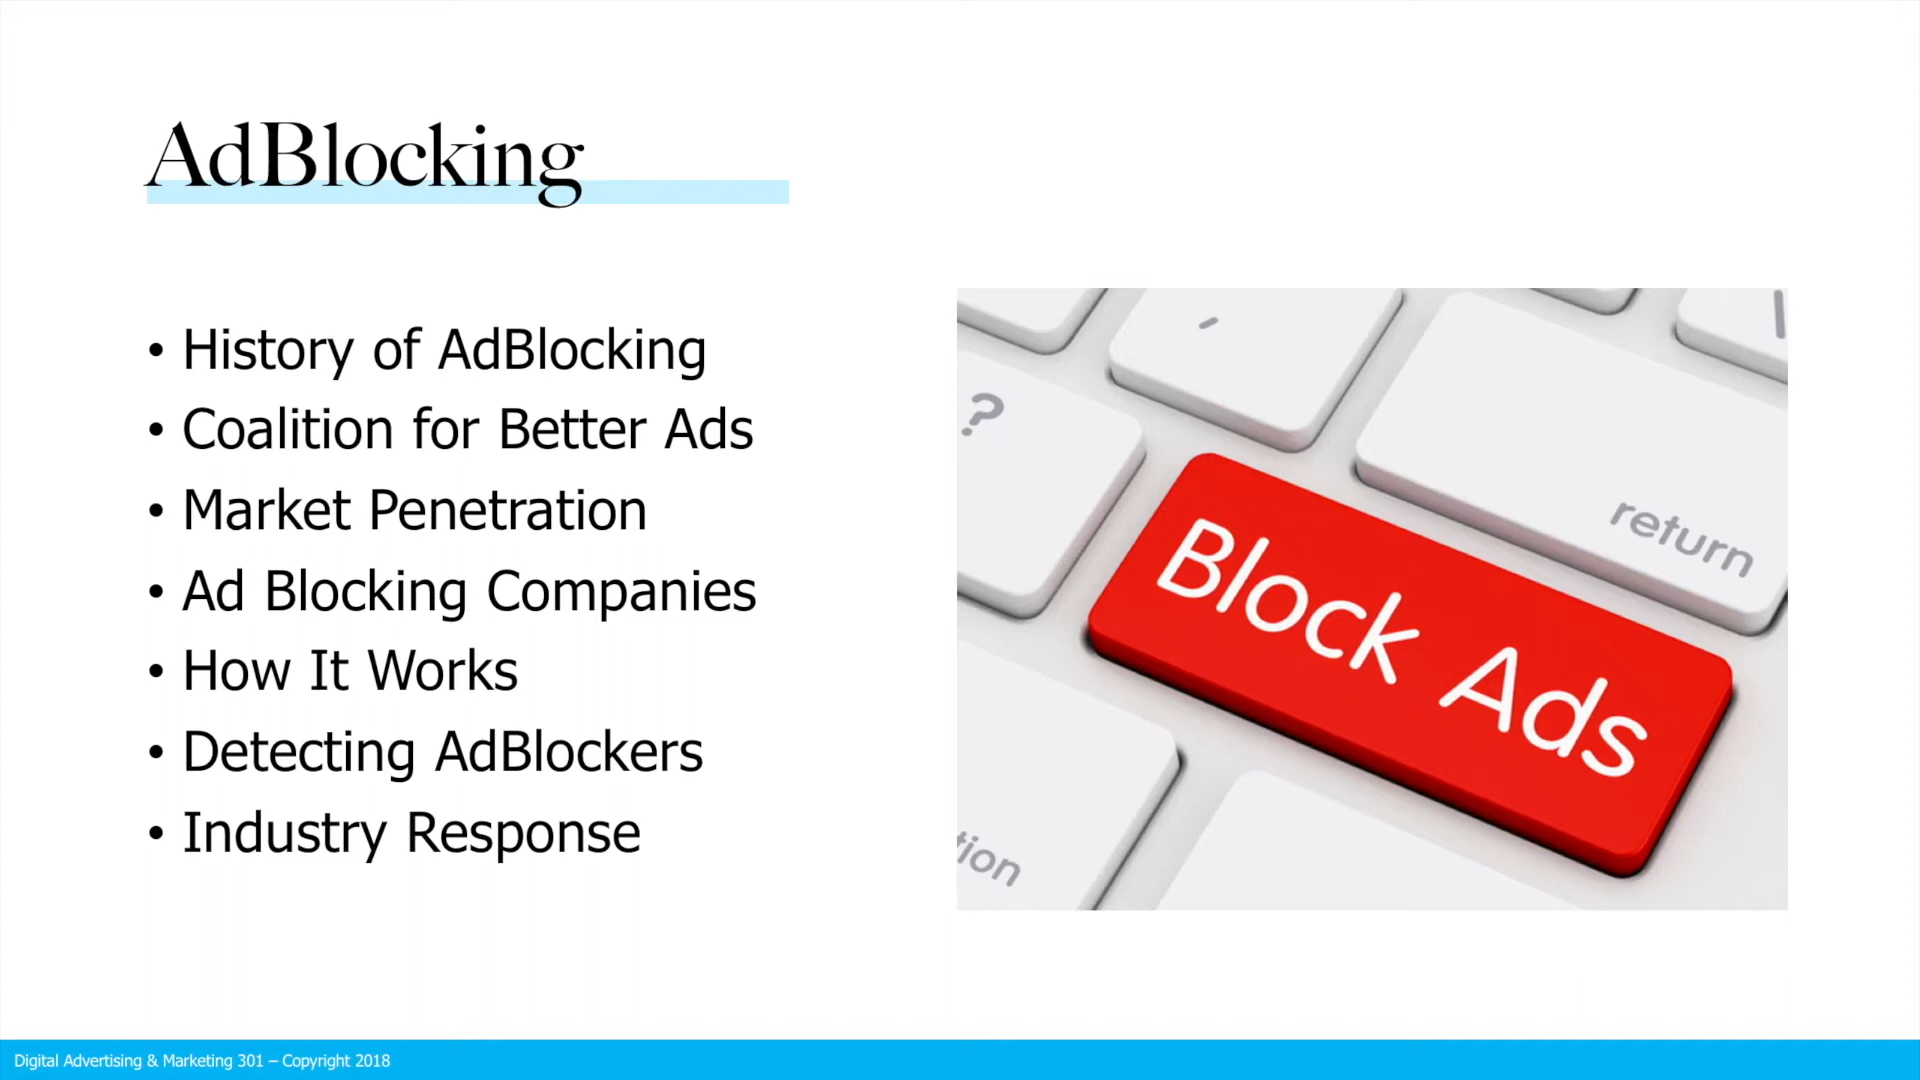 AdBlocking
• History of AdBlocking
• Coalition for Better Ads
• Market Penetration
• Ad Blocking Companies
• How It Works
• Detecting AdBlockers
• Industry Response
?
return
Block Ads
tion
Digital Advertising & Marketing 301 – Copyright 2018